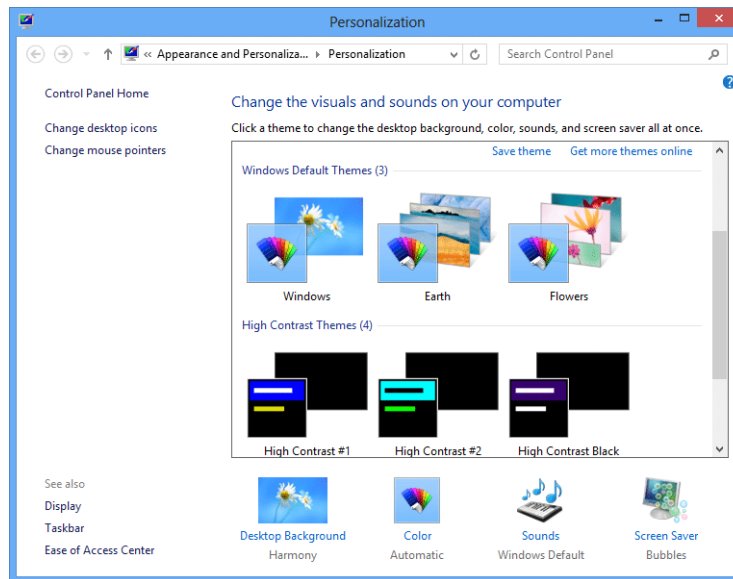 Personalization
« Appearance and Personaliza... Personalization Search Control Panel
Control Panel Home
Change desktop icons
Change mouse pointers
Change the visuals and sounds on your computer
Click a theme to change the desktop background, color, sounds, and screen saver all at once.
Save theme Get more themes online
Windows Default Themes (3)
Windows Earth Flowers
High Contrast Themes (4)
High Contrast #1 High Contrast #2 High Contrast Black
See also
Display
Taskbar
Ease of Access Center
Desktop Background Color Sounds Screen Saver
Harmony Automatic Windows Default Bubbles